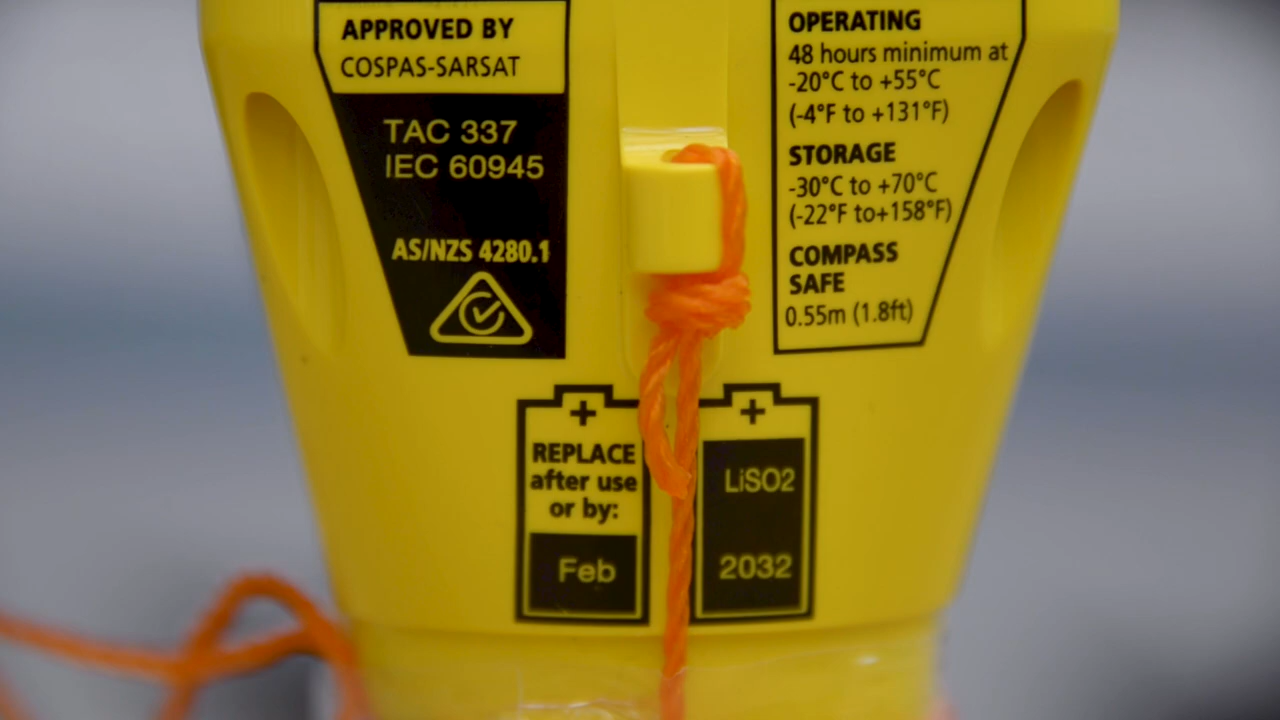 APPROVED BY
COSPAS-SARSAT
TAC 337
IEC 60945
AS/NZS 4280.1
OPERATING
48 hours minimum at
-20°C to +55°C
(-4°F to +131°F)
STORAGE
-30°C to +70°C
(-22°F to+158°F)
COMPASS
SAFE
0.55m (1.8ft)
+
REPLACE
after use
or by:
Feb
+
LiSO2
2032